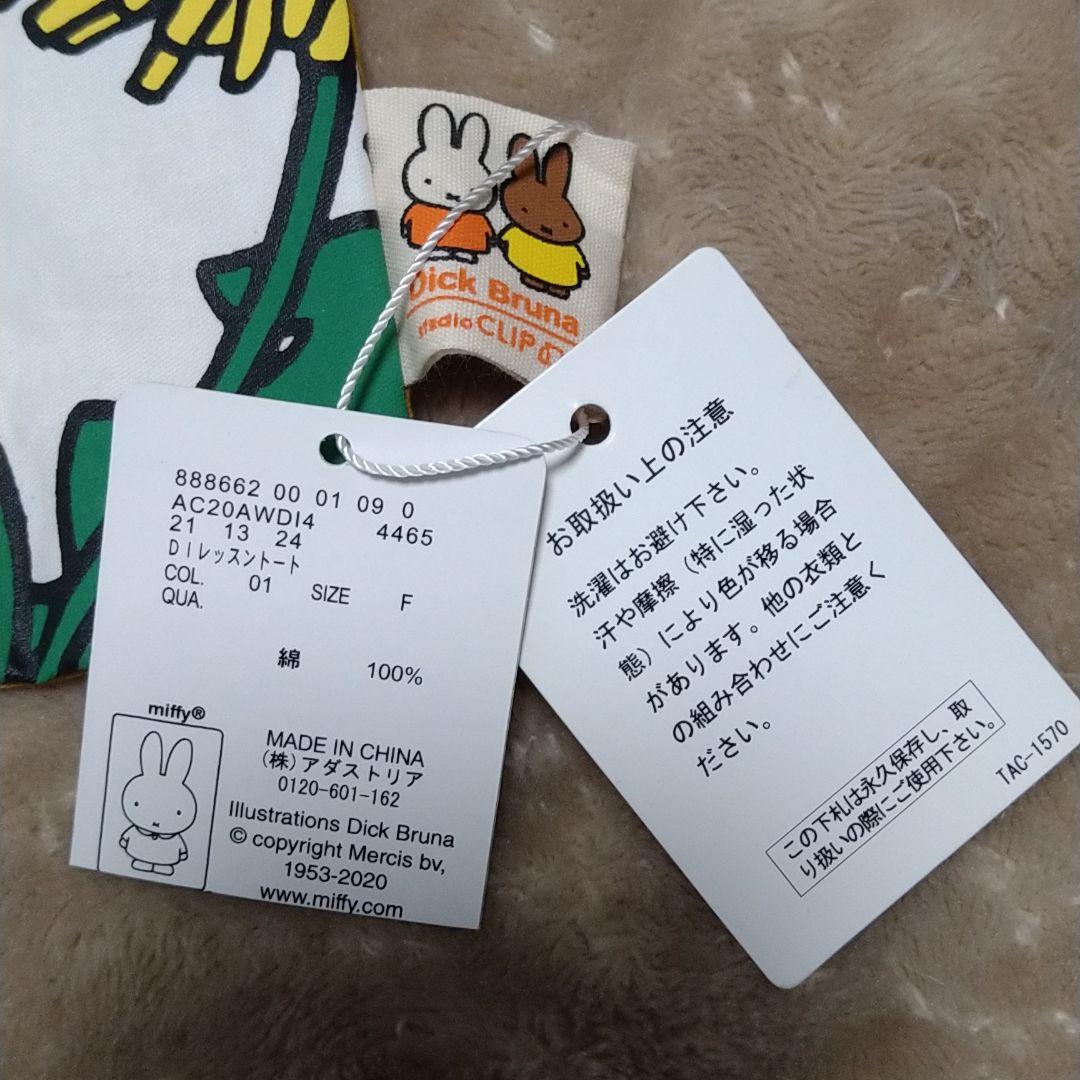 Dick Bruna
studio CLIP
888662 00 01 09 0
AC20AWDI4 4465
21 13 24
DIレッスントート
COL. 01 SIZE F
QUA.
綿 100%
miffy®
MADE IN CHINA
(株)アダストリア
0120-601-162
Illustrations Dick Bruna
© copyright Mercis bv,
1953-2020
www.miffy.com
お取扱い上の注意
洗濯はお避け下さい。
汗や摩擦(特に湿った状
態)により色が移る場合
があります。他の衣類と
の組み合わせにご注意く
ださい。
この下札は永久保存し、取
り扱いの際にご使用下さい。
TAC-1570